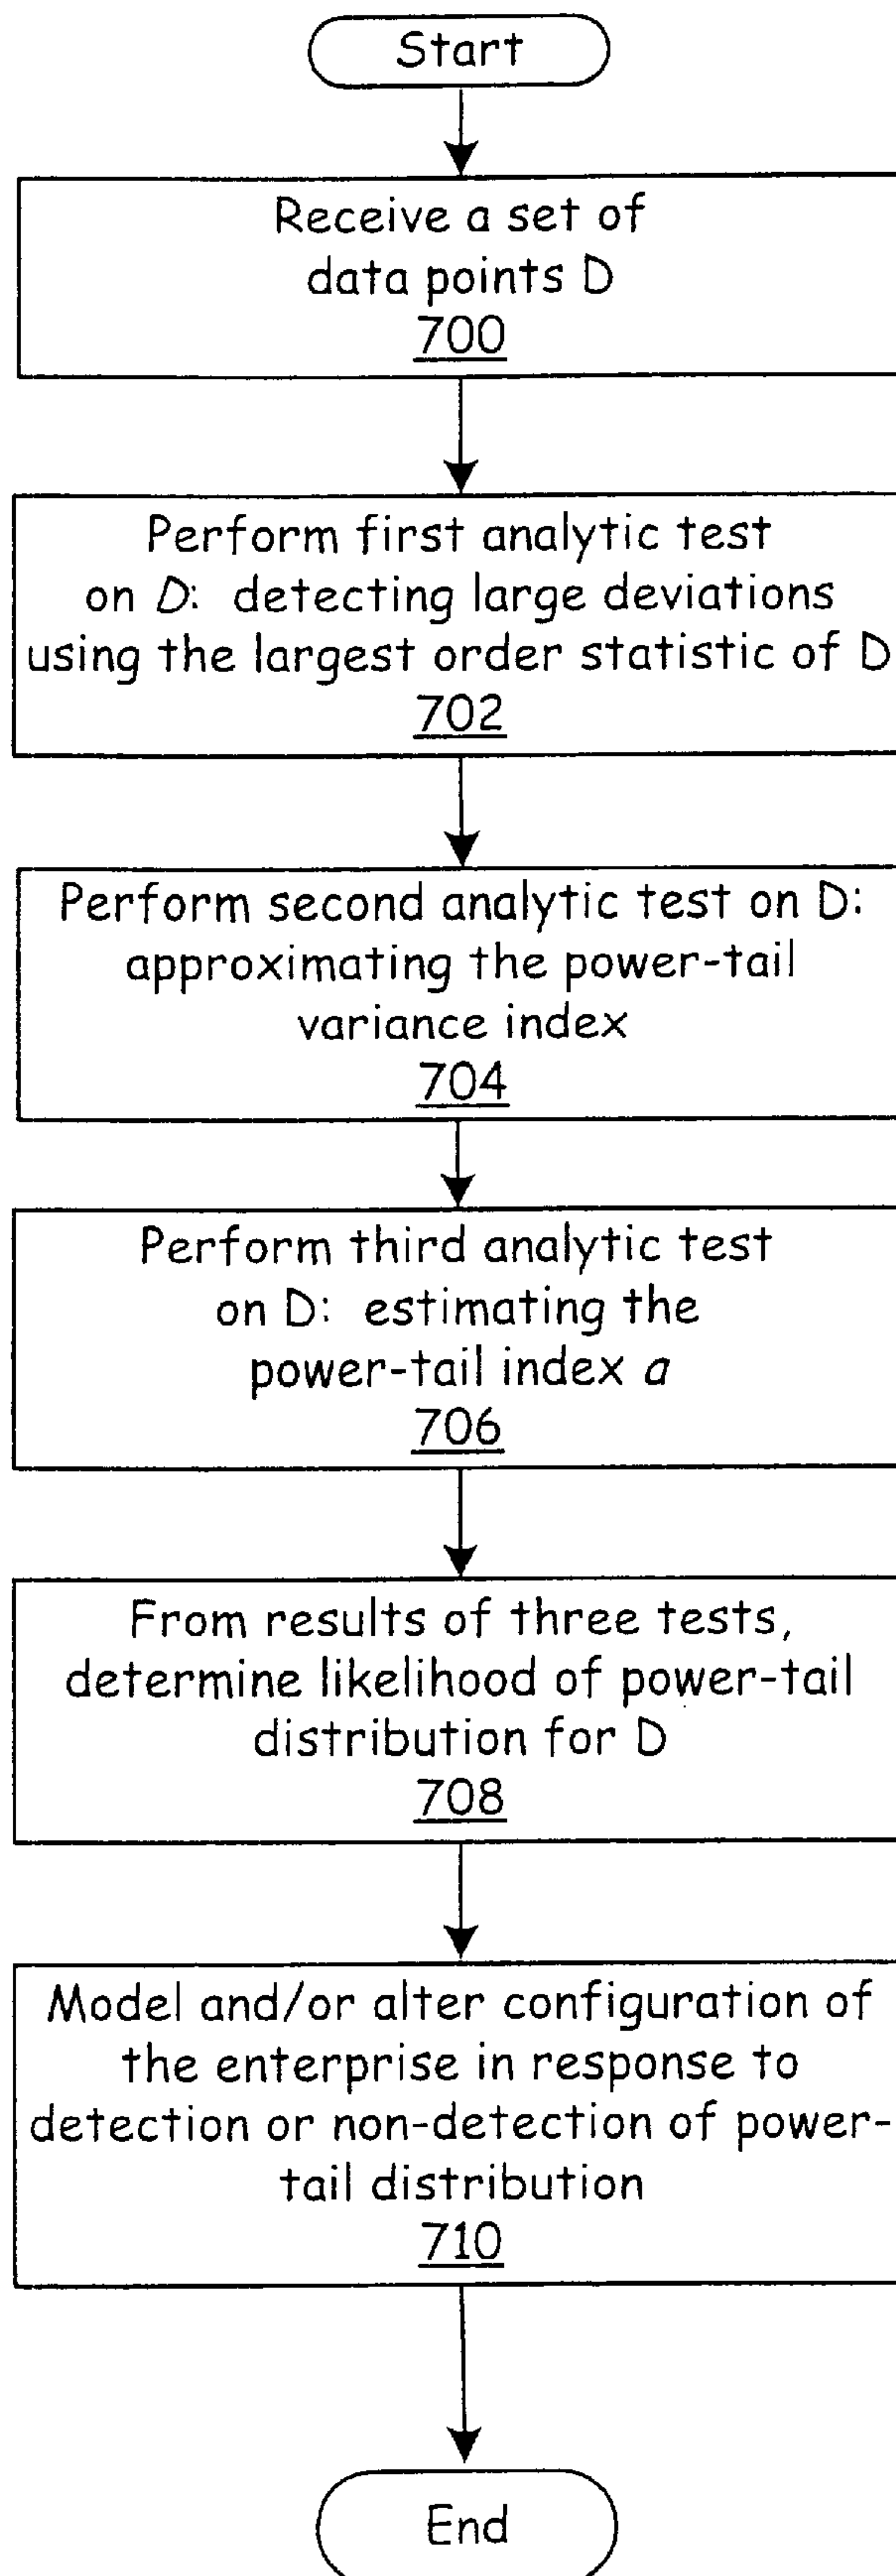 Start
Receive a set of
data points D
700
Perform first analytic test
on D: detecting large deviations
using the largest order statistic of D
702
Perform second analytic test on D:
approximating the power-tail
variance index
704
Perform third analytic test
on D: estimating the
power-tail index a
706
From results of three tests,
determine likelihood of power-tail
distribution for D
708
Model and/or alter configuration of
the enterprise in response to
detection or non-detection of power-
tail distribution
710
End